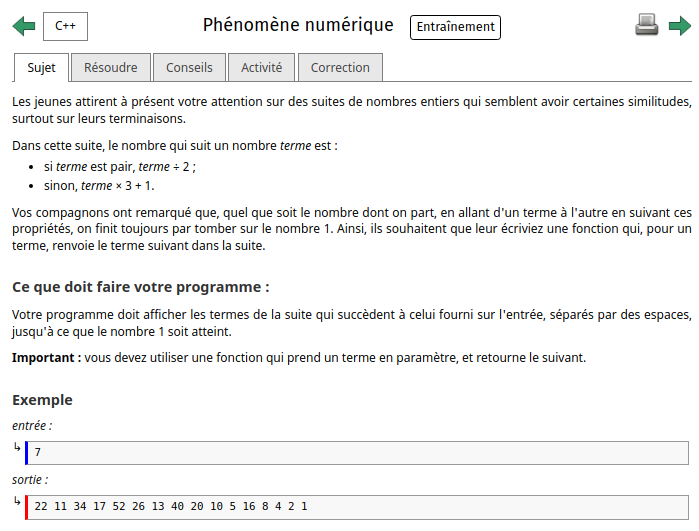 C++ Phénomène numérique Entraînement
Sujet Résoudre Conseils Activité Correction
Les jeunes attirent à présent votre attention sur des suites de nombres entiers qui semblent avoir certaines similitudes,
surtout sur leurs terminaisons.
Dans cette suite, le nombre qui suit un nombre terme est :
• si terme est pair, terme ÷ 2 ;
• sinon, terme × 3 + 1.
Vos compagnons ont remarqué que, quel que soit le nombre dont on part, en allant d'un terme à l'autre en suivant ces
propriétés, on finit toujours par tomber sur le nombre 1. Ainsi, ils souhaitent que leur écriviez une fonction qui, pour un
terme, renvoie le terme suivant dans la suite.
Ce que doit faire votre programme :
Votre programme doit afficher les termes de la suite qui succèdent à celui fourni sur l'entrée, séparés par des espaces,
jusqu'à ce que le nombre 1 soit atteint.
Important : vous devez utiliser une fonction qui prend un terme en paramètre, et retourne le suivant.
Exemple
entrée :
7
sortie :
22 11 34 17 52 26 13 40 20 10 5 16 8 4 2 1